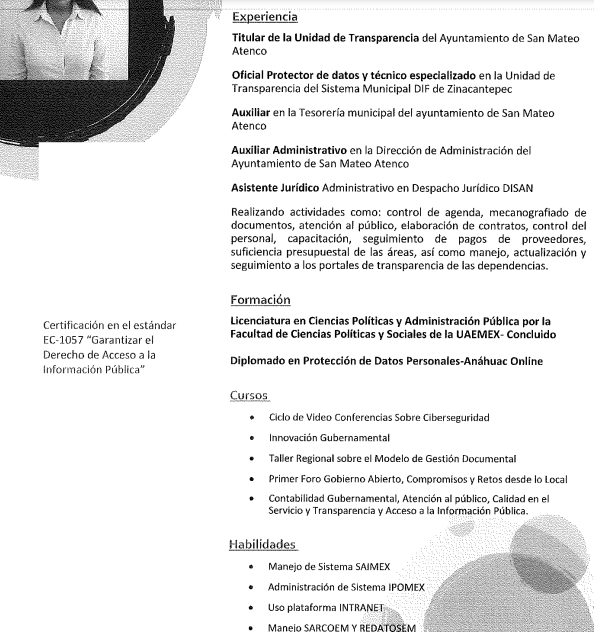 Experiencia
Titular de la Unidad de Transparencia del Ayuntamiento de San Mateo
Atenco
Oficial Protector de datos y técnico especializado en la Unidad de
Transparencia del Sistema Municipal DIF de Zinacantepec
Auxiliar en la Tesorería municipal del ayuntamiento de San Mateo
Atenco
Auxiliar Administrativo en la Dirección de Administración del
Ayuntamiento de San Mateo Atenco
Asistente Jurídico Administrativo en Despacho Jurídico DISAN
Realizando actividades como: control de agenda, mecanografiado de
documentos, atención al público, elaboración de contratos, control del
personal, capacitación, seguimiento de pagos de proveedores,
suficiencia presupuestal de las áreas, así como manejo, actualización y
seguimiento a los portales de transparencia de las dependencias.
Certificación en el estándar
EC-1057 “Garantizar el
Derecho de Acceso a la
Información Pública”
Formación
Licenciatura en Ciencias Políticas y Administración Pública por la
Facultad de Ciencias Políticas y Sociales de la UAEMEX- Concluido
Diplomado en Protección de Datos Personales-Anáhuac Online
Cursos
• Ciclo de Video Conferencias Sobre Ciberseguridad
• Innovación Gubernamental
• Taller Regional sobre el Modelo de Gestión Documental
• Primer Foro Gobierno Abierto, Compromisos y Retos desde lo Local
• Contabilidad Gubernamental, Atención al público, Calidad en el
Servicio y Transparencia y Acceso a la Información Pública.
Habilidades
• Manejo de Sistema SAIMEX
• Administración de Sistema IPOMEX
• Uso plataforma INTRANET
• Manejo SARCOEM Y REDATOSEM